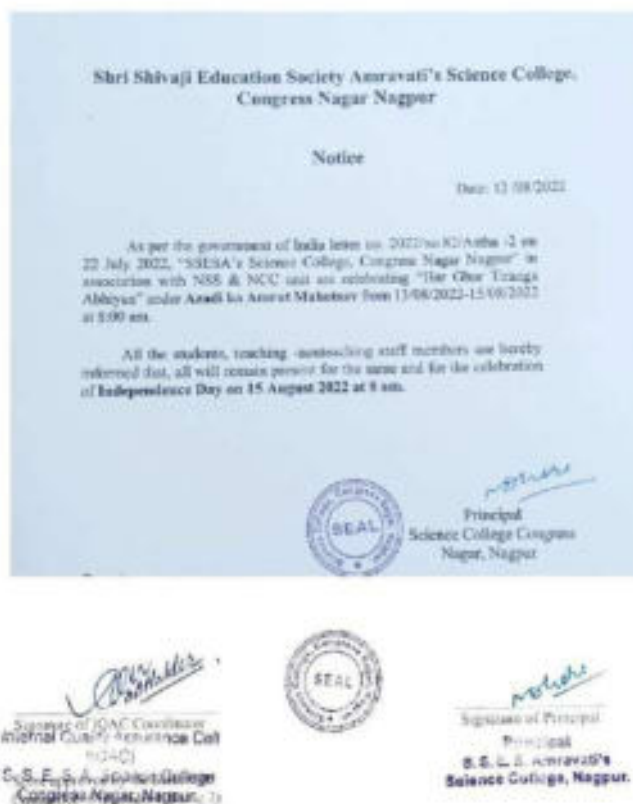 Shri Shivaji Education Society Amravati's Science College,
Congress Nagar Nagpur
Notice
Date: 12/08/2022
As per the government of India letter no. 2022/ on
22 July 2022, "SSESA's Science College, Congress Nagar Nagpur" in
association with NSS & NCC unit are celebrating "Har Ghar Tiranga
Abhiyan" under Azadi ka Amrut Mahotsav from 13/08/2022-15/08/2022
at 8:00 am.
All the students, teaching -nonteaching staff members are hereby
informed that, all will remain present for the same and for the celebration
of Independence Day on 15 August 2022 at 8 am.
SEAL
Principal
Science College Congress
Nagar, Nagpur
SEAL
Signature of IQAC Coordinator
Internal Quality Assurance Cell
(IQAC)
S. S. E. S. A. Science College
Congress Nagar, Nagpur.
Signature of Principal
Principal
S. S. E. S. Amravati's
Science College, Nagpur.